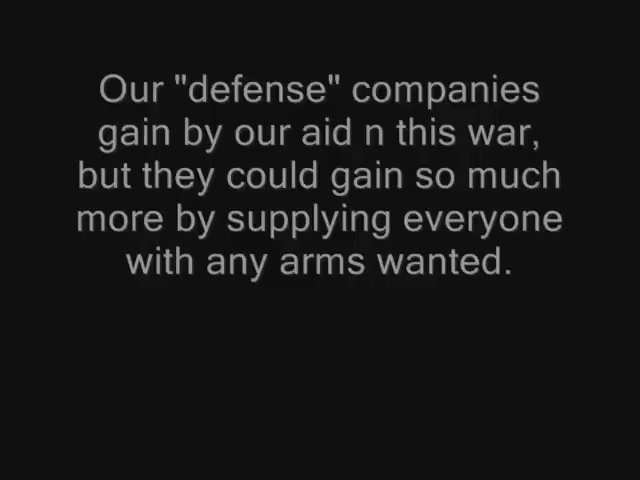 Our "defense" companies
gain by our aid n this war,
but they could gain so much
more by supplying everyone
with any arms wanted.